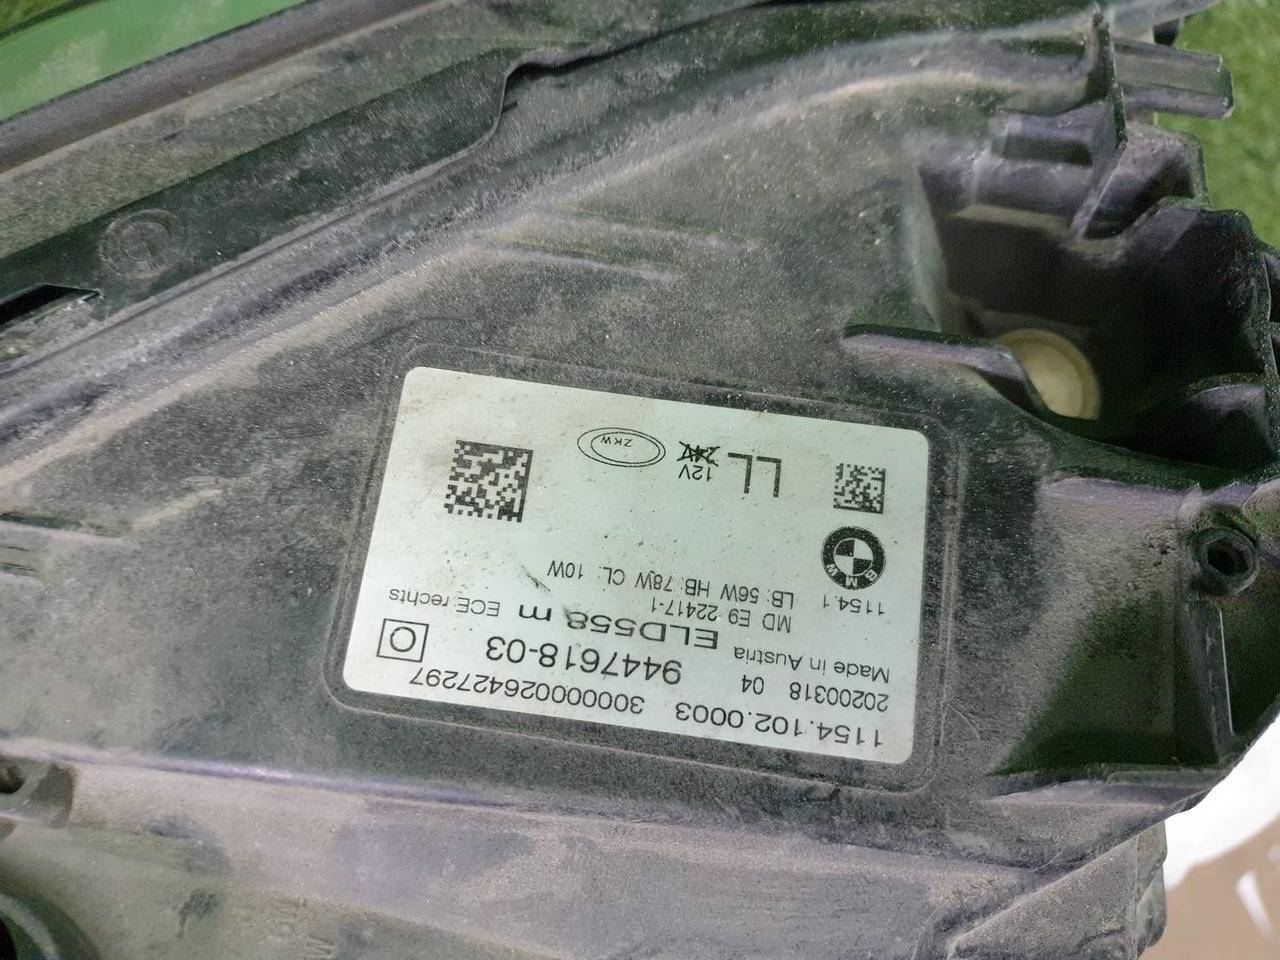 1154.102.0003 300000026427297
20200318 04 9447618-03
Made in Austria ELD558 m ECE rechts
MD E9 22417-1
LB: 56W HB: 78W CL: 10W
1154.1
BMW
LL 12V
ZKW